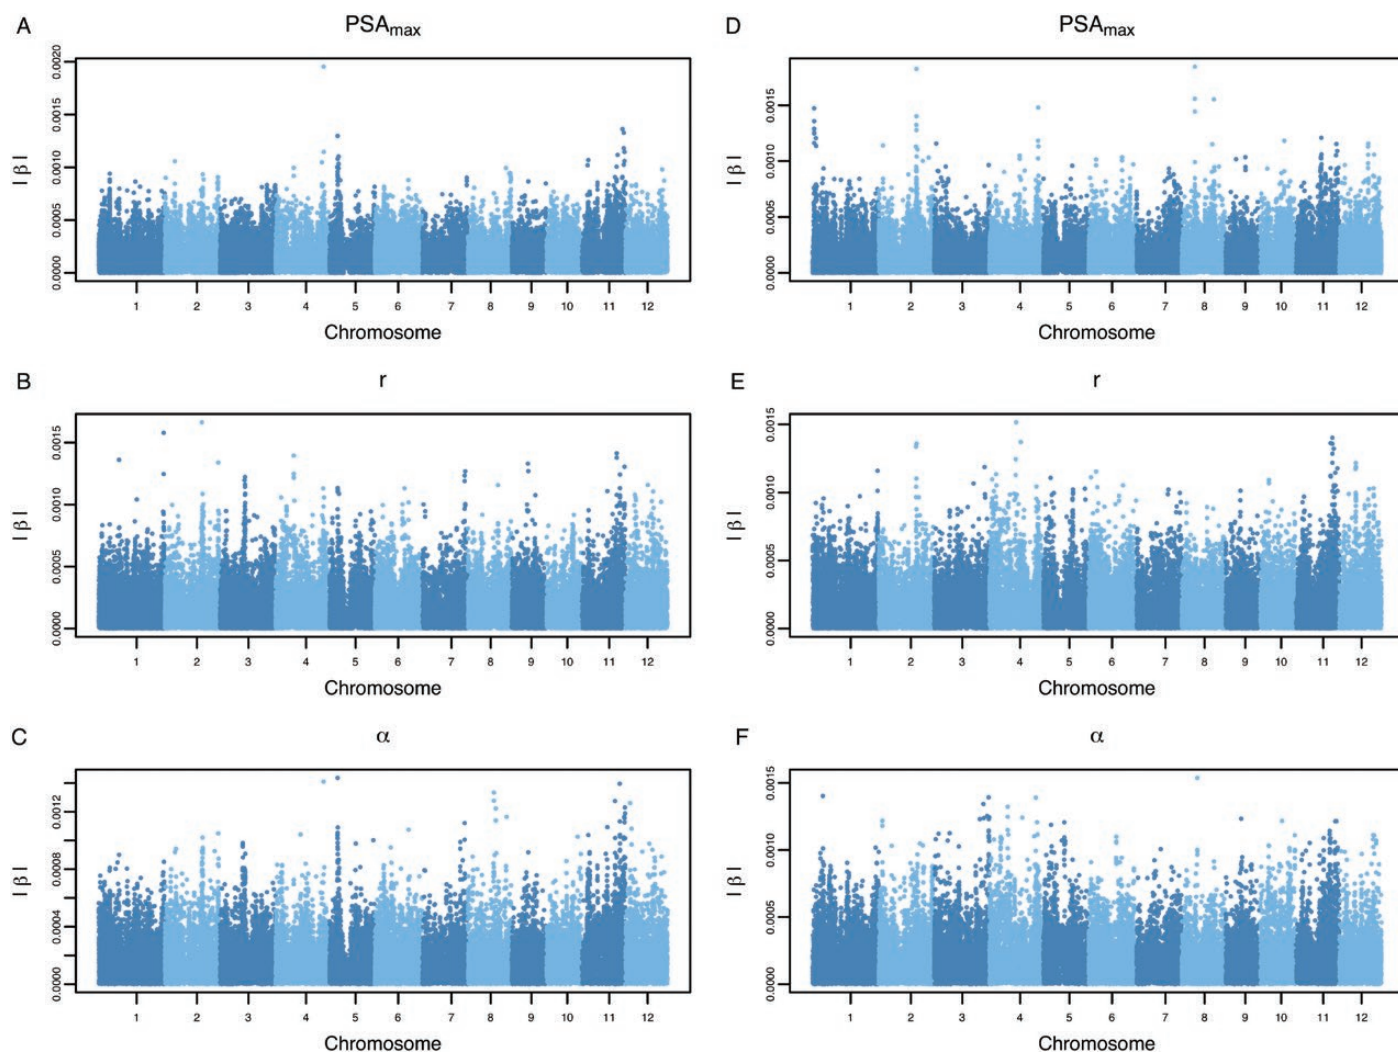 A
PSAmax
| β |
0.0020
0.0015
0.0010
0.0005
0.0000
1 2 3 4 5 6 7 8 9 10 11 12
Chromosome
B
r
| β |
0.0015
0.0010
0.0005
0.0000
1 2 3 4 5 6 7 8 9 10 11 12
Chromosome
C
α
| β |
0.0012
0.0008
0.0004
0.0000
1 2 3 4 5 6 7 8 9 10 11 12
Chromosome
D
PSAmax
| β |
0.0015
0.0010
0.0005
0.0000
1 2 3 4 5 6 7 8 9 10 11 12
Chromosome
E
r
| β |
0.0015
0.0010
0.0005
0.0000
1 2 3 4 5 6 7 8 9 10 11 12
Chromosome
F
α
| β |
0.0015
0.0010
0.0005
0.0000
1 2 3 4 5 6 7 8 9 10 11 12
Chromosome